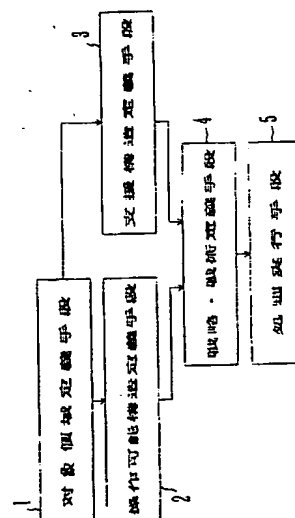 1
対象領域定義手段
2
操作可能構造定義手段
3
支援構造定義手段
4
戦略・戦術定義手段
5
処理実行手段